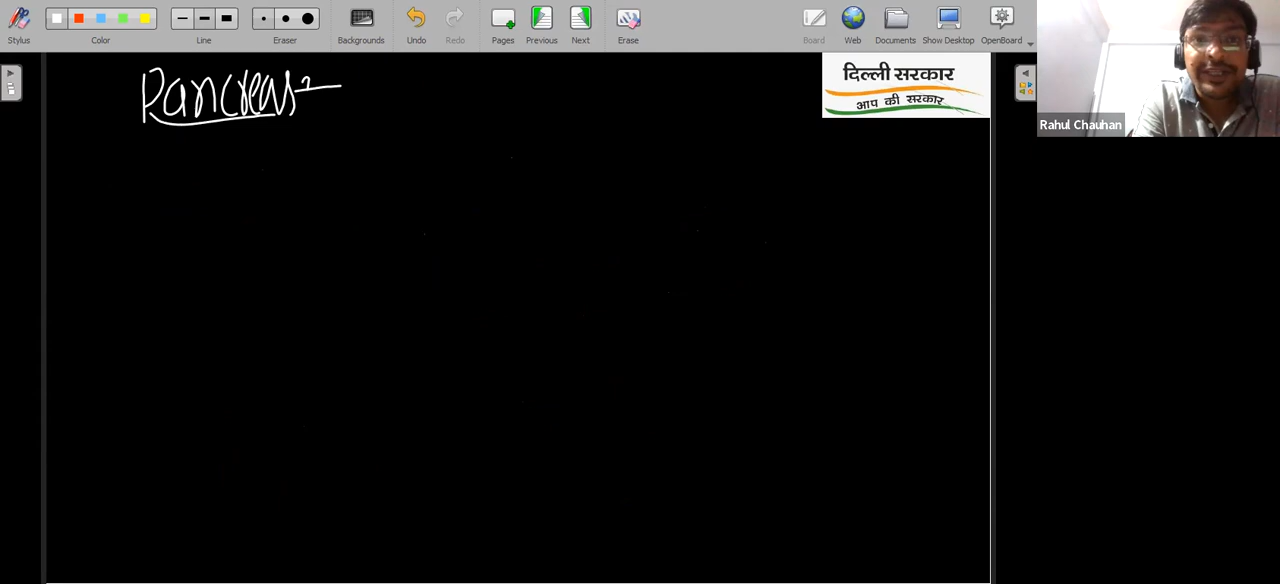 Stylus
Color
Line
Eraser
Backgrounds
Undo
Redo
Pages
Previous
Next
Erase
Board
Web
Documents
Show Desktop
OpenBoard
Pancreas
दिल्ली सरकार
आप की सरकार
Rahul Chauhan